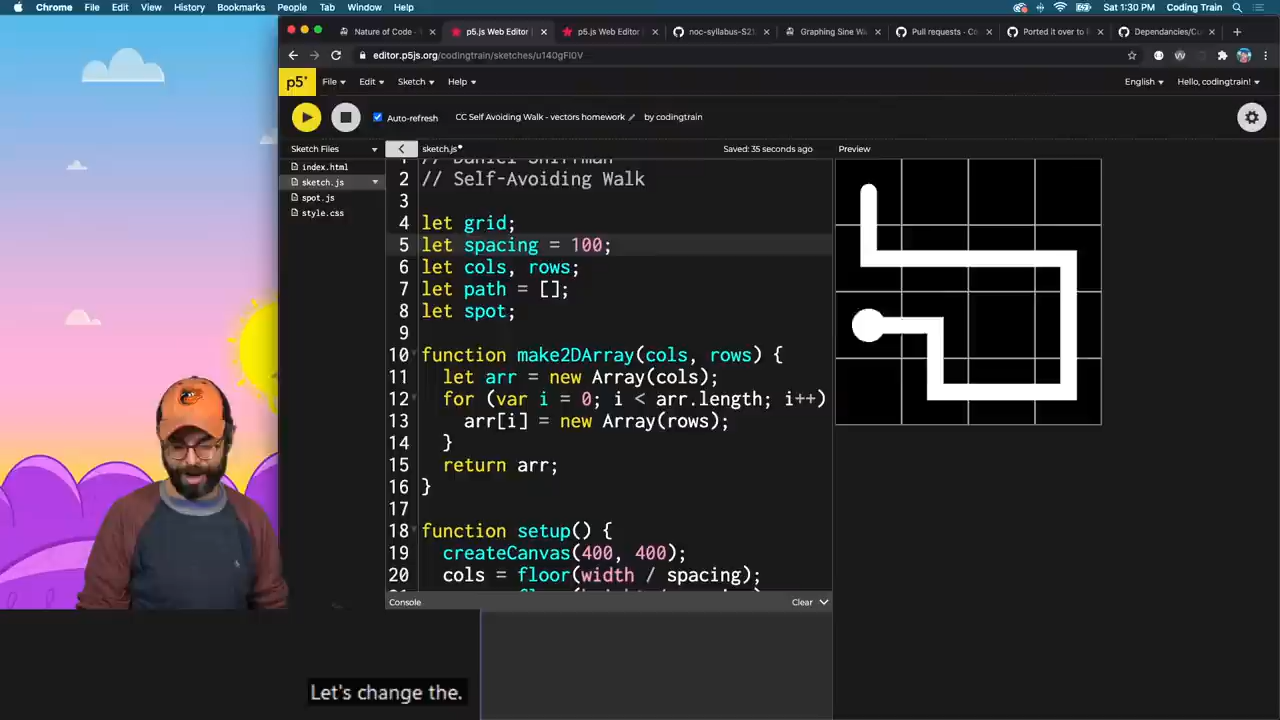 Chrome File Edit View History Bookmarks People Tab Window Help Sat 1:30 PM Coding Train
Nature of Code - p5.js Web Editor p5.js Web Editor noc-syllabus-S21 Graphing Sine Wa Pull requests · Co Ported it over to Dependencies/Cu
editor.p5js.org/codingtrain/sketches/u140gFI0V
p5* File Edit Sketch Help English Hello, codingtrain!
Auto-refresh CC Self Avoiding Walk - vectors homework by codingtrain
Sketch Files sketch.js Saved: 35 seconds ago Preview
index.html
sketch.js
spot.js
style.css
1 // Daniel Shiffman
2 // Self-Avoiding Walk
3
4 let grid;
5 let spacing = 100;
6 let cols, rows;
7 let path = [];
8 let spot;
9
10 function make2DArray(cols, rows) {
11 let arr = new Array(cols);
12 for (var i = 0; i < arr.length; i++)
13 arr[i] = new Array(rows);
14 }
15 return arr;
16 }
17
18 function setup() {
19 createCanvas(400, 400);
20 cols = floor(width / spacing);
Console Clear
Let's change the.